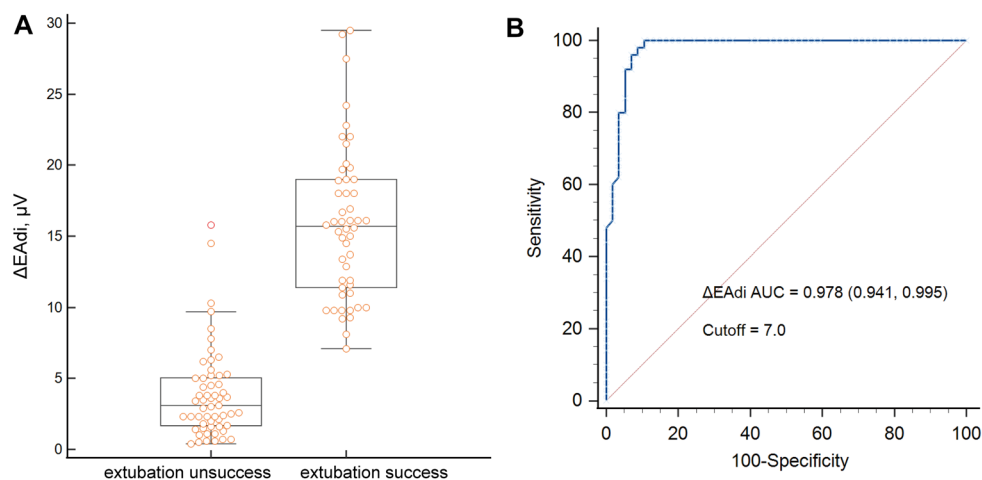 A
30
25
20
15
10
5
0
ΔEAdi, μV
extubation unsuccess
extubation success
B
100
80
60
40
20
0
Sensitivity
ΔEAdi AUC = 0.978 (0.941, 0.995)
Cutoff = 7.0
0 20 40 60 80 100
100-Specificity